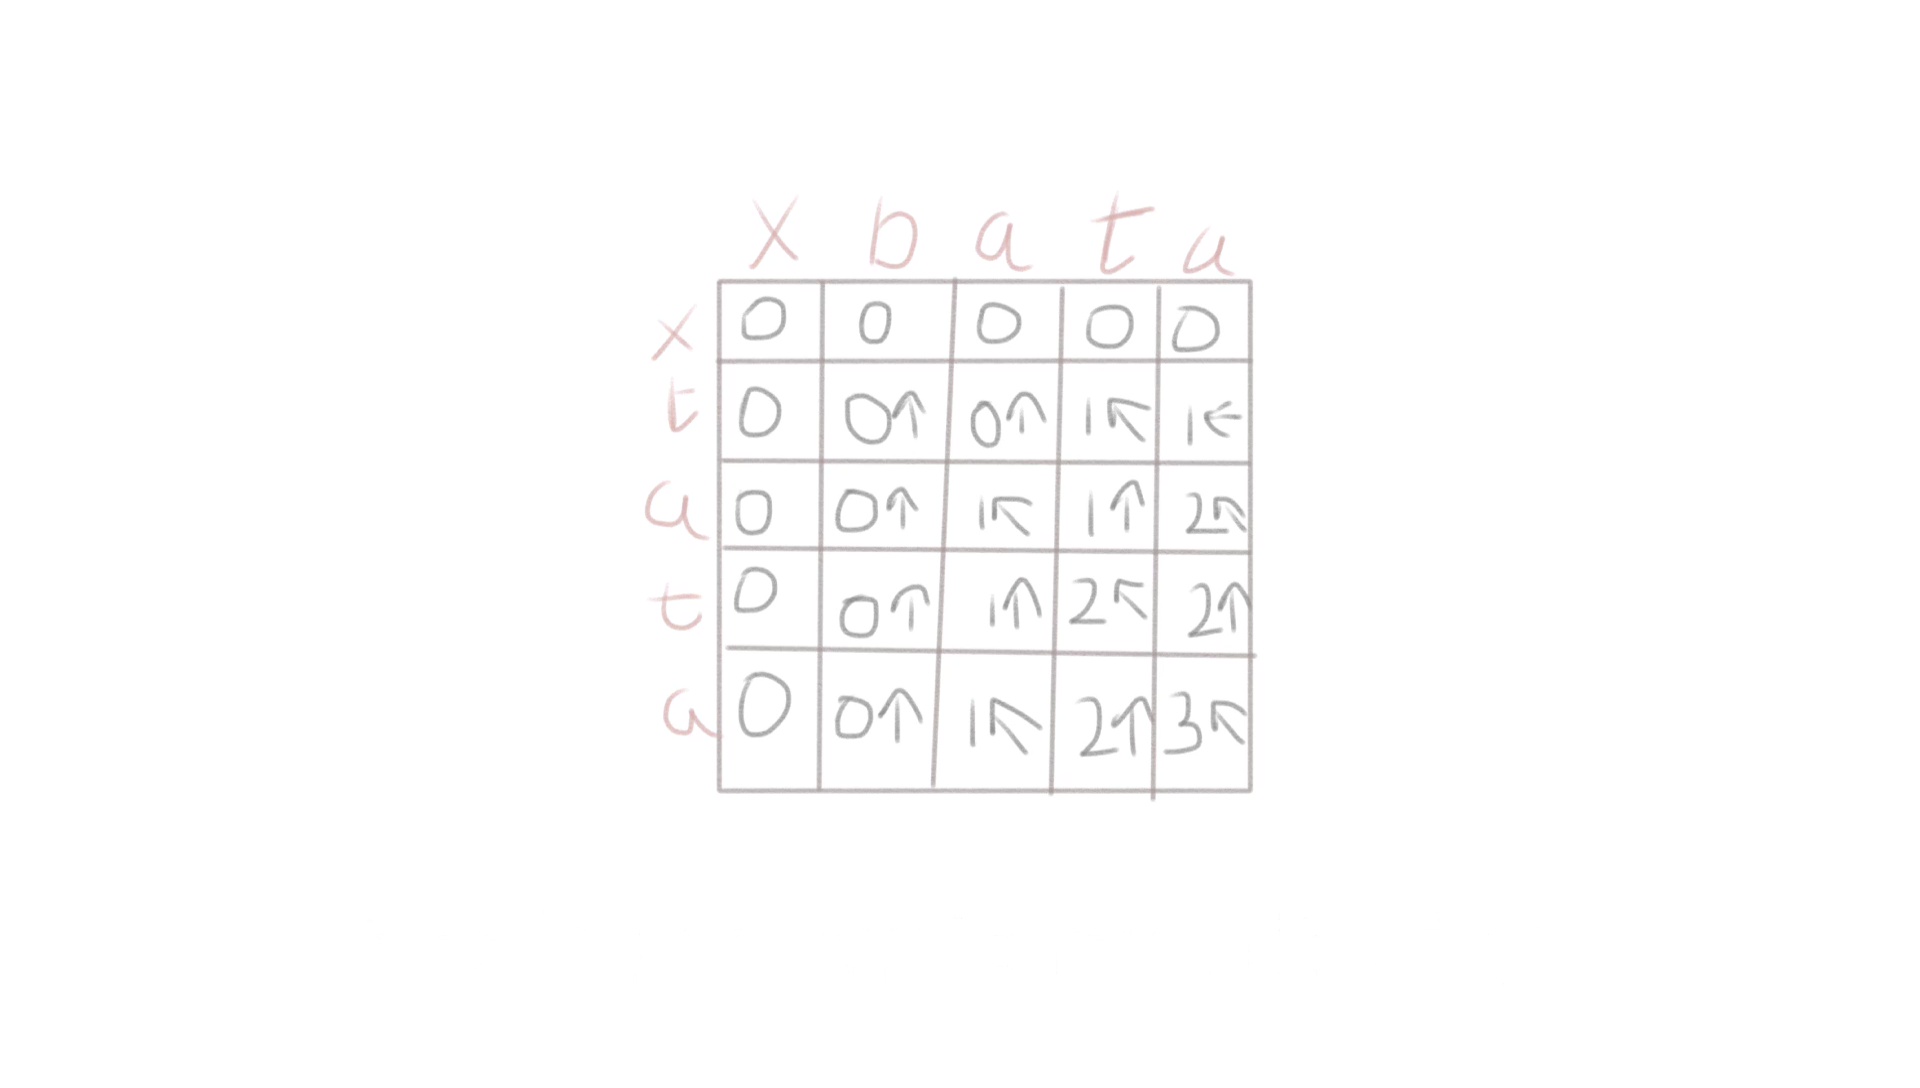 x b a t a
x 0 0 0 0 0
t 0 0↑ 0↑ 1↖ 1←
a 0 0↑ 1↖ 1↑ 2↖
t 0 0↑ 1↑ 2↖ 2↑
a 0 0↑ 1↖ 2↑ 3↖